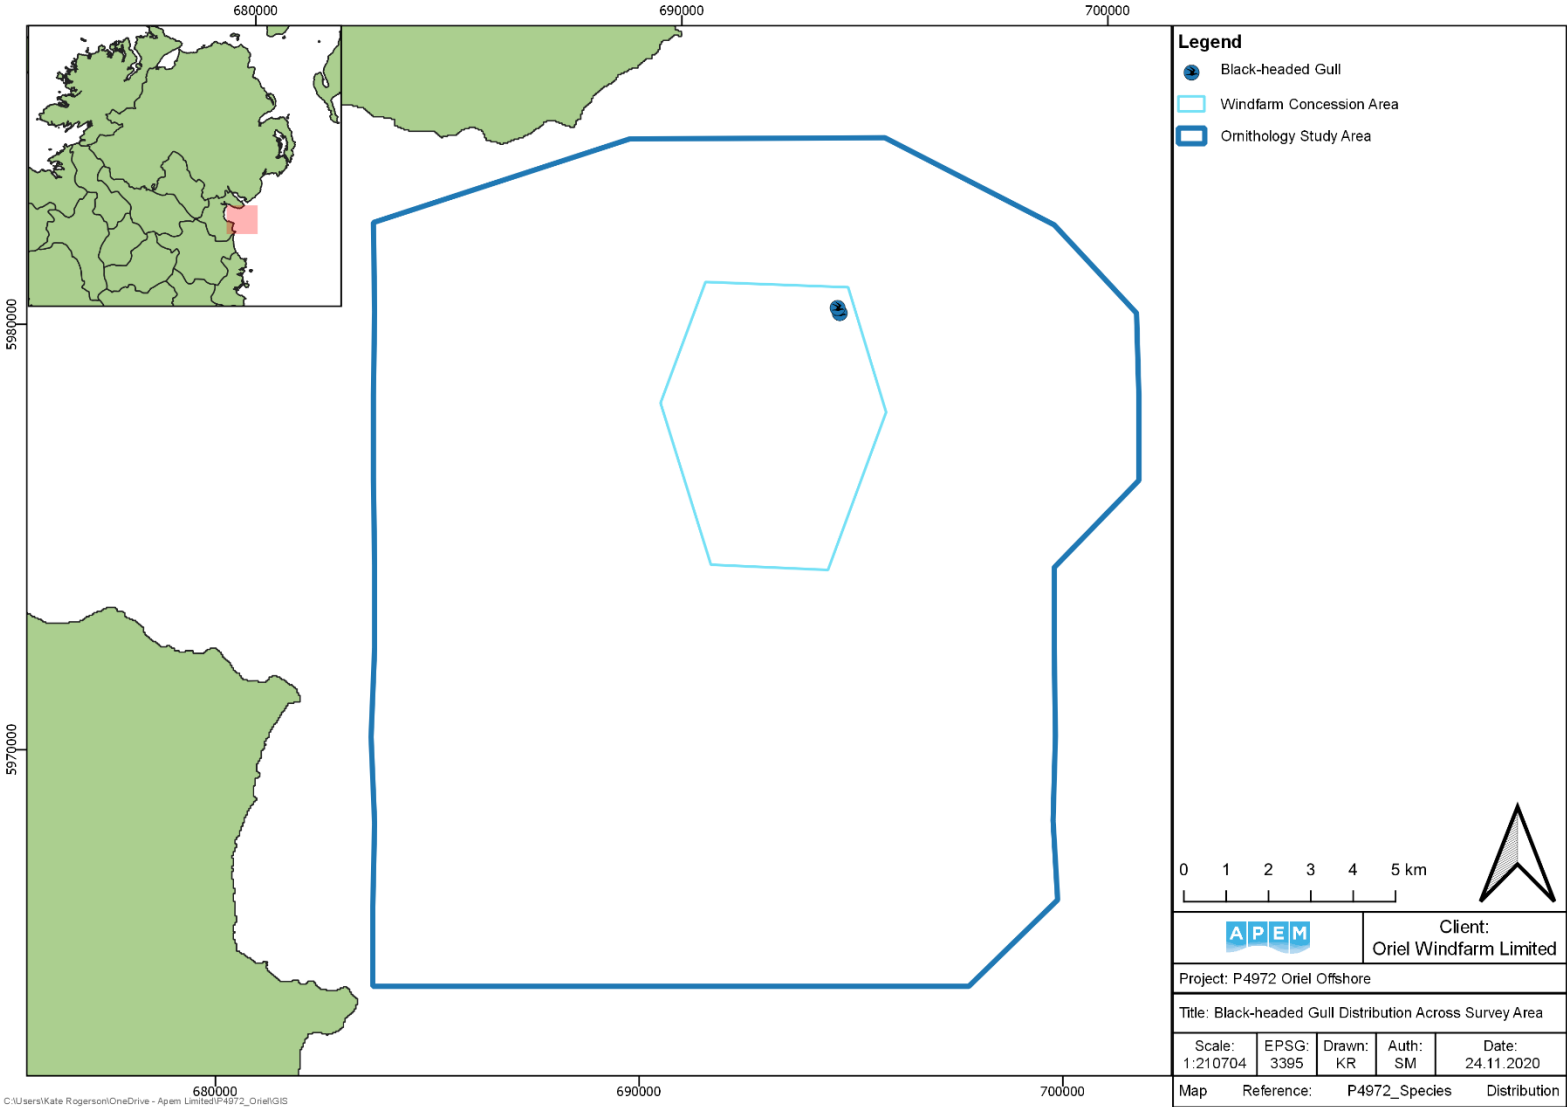 680000
690000
700000
5980000
5970000
680000
690000
700000
Legend
Black-headed Gull
Windfarm Concession Area
Ornithology Study Area
0 1 2 3 4 5 km
APEM
Client:
Oriel Windfarm Limited
Project: P4972 Oriel Offshore
Title: Black-headed Gull Distribution Across Survey Area
Scale: EPSG: Drawn: Auth: Date:
1:210704 3395 KR SM 24.11.2020
Map Reference: P4972_Species Distribution
C:\Users\Kate Rogerson\OneDrive - Apem Limited\P4972_Oriel\GIS